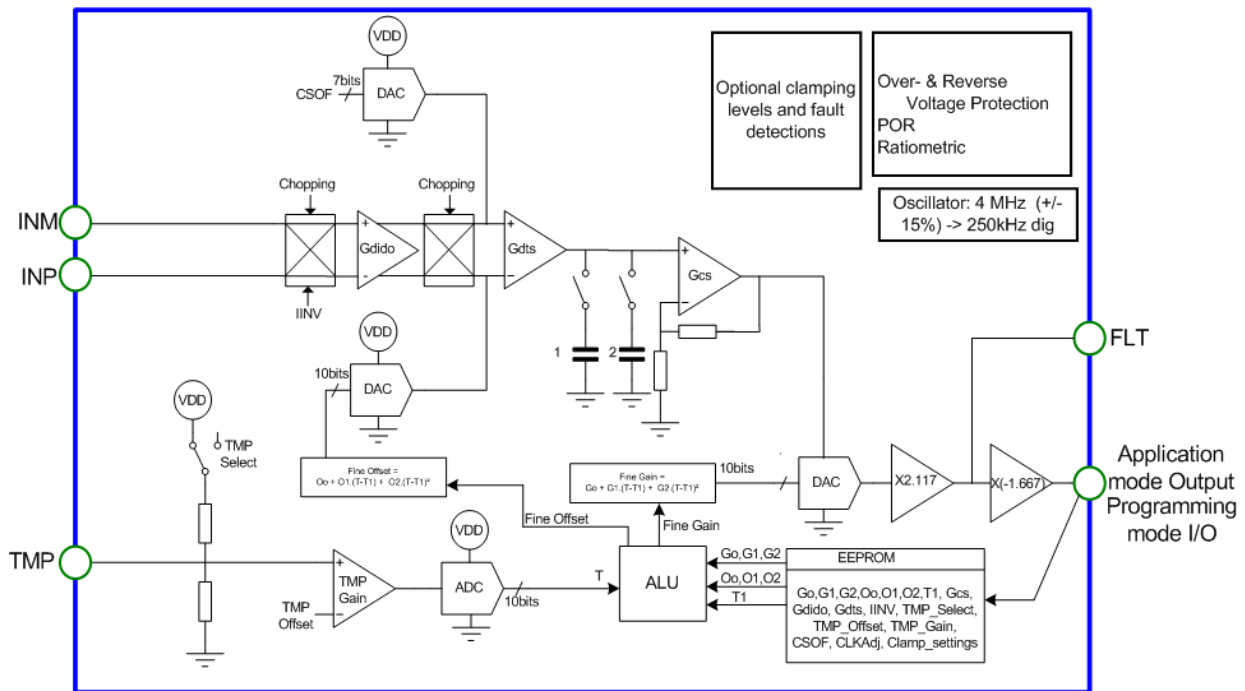 VDD
7bits
CSOF
DAC
Optional clamping
levels and fault
detections
Over- & Reverse
Voltage Protection
POR
Ratiometric
Oscillator: 4 MHz (+/-
15%) -> 250kHz dig
Chopping
Chopping
INM
INP
+
-
Gdido
+
−
Gdts
+
−
Gcs
IINV
1
2
VDD
10bits
DAC
FLT
VDD
TMP
Select
Fine Offset =
Oo + O1.(T-T1) + O2.(T-T1)²
Fine Gain =
Go + G1.(T-T1) + G2.(T-T1)²
10bits
DAC
X2.117
X(-1.667)
Application
mode Output
Programming
mode I/O
Fine Offset
Fine Gain
TMP
VDD
+
−
TMP
Gain
TMP
Offset
ADC
10bits
T
ALU
Go,G1,G2
Oo,O1,O2
T1
EEPROM
Go,G1,G2,Oo,O1,O2,T1, Gcs,
Gdido, Gdts, IINV, TMP_Select,
TMP_Offset, TMP_Gain,
CSOF, CLKAdj, Clamp_settings